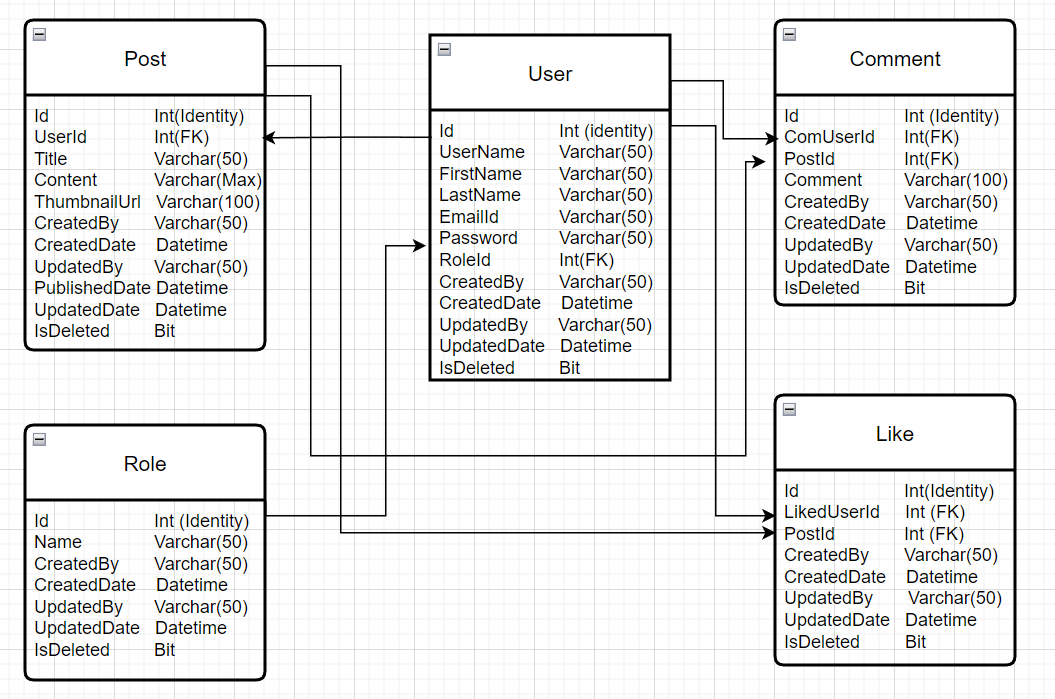 Post
Id Int(Identity)
UserId Int(FK)
Title Varchar(50)
Content Varchar(Max)
ThumbnailUrl Varchar(100)
CreatedBy Varchar(50)
CreatedDate Datetime
UpdatedBy Varchar(50)
PublishedDate Datetime
UpdatedDate Datetime
IsDeleted Bit
User
Id Int (identity)
UserName Varchar(50)
FirstName Varchar(50)
LastName Varchar(50)
EmailId Varchar(50)
Password Varchar(50)
RoleId Int(FK)
CreatedBy Varchar(50)
CreatedDate Datetime
UpdatedBy Varchar(50)
UpdatedDate Datetime
IsDeleted Bit
Comment
Id Int (Identity)
ComUserId Int(FK)
PostId Int(FK)
Comment Varchar(100)
CreatedBy Varchar(50)
CreatedDate Datetime
UpdatedBy Varchar(50)
UpdatedDate Datetime
IsDeleted Bit
Role
Id Int (Identity)
Name Varchar(50)
CreatedBy Varchar(50)
CreatedDate Datetime
UpdatedBy Varchar(50)
UpdatedDate Datetime
IsDeleted Bit
Like
Id Int(Identity)
LikedUserId Int (FK)
PostId Int (FK)
CreatedBy Varchar(50)
CreatedDate Datetime
UpdatedBy Varchar(50)
UpdatedDate Datetime
IsDeleted Bit